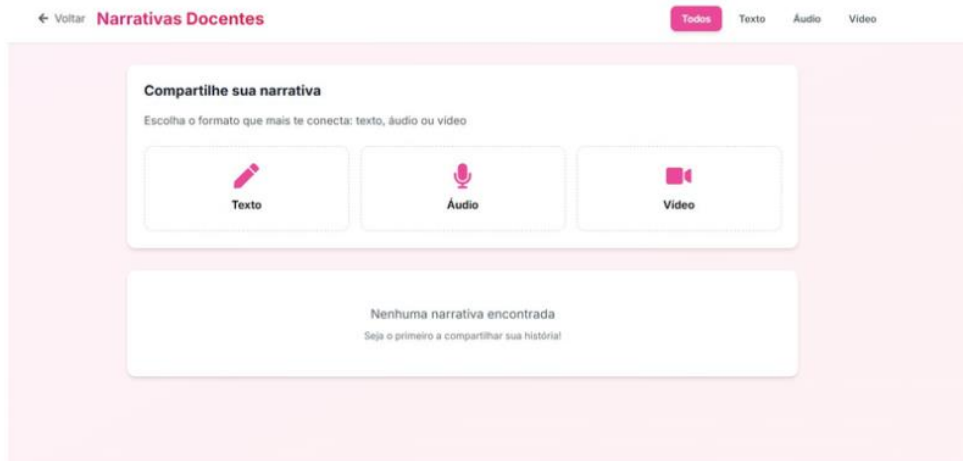 Voltar Narrativas Docentes Todos Texto Áudio Vídeo
Compartilhe sua narrativa
Escolha o formato que mais te conecta: texto, áudio ou vídeo
Texto Áudio Vídeo
Nenhuma narrativa encontrada
Seja o primeiro a compartilhar sua história!